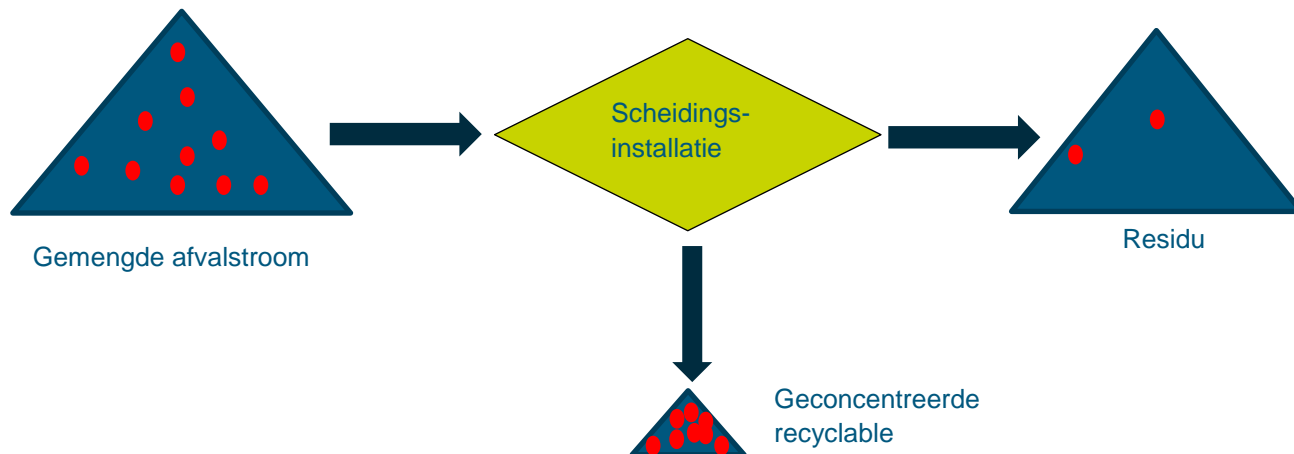 Scheidings-
installatie
Gemengde afvalstroom
Residu
Geconcentreerde
recyclable